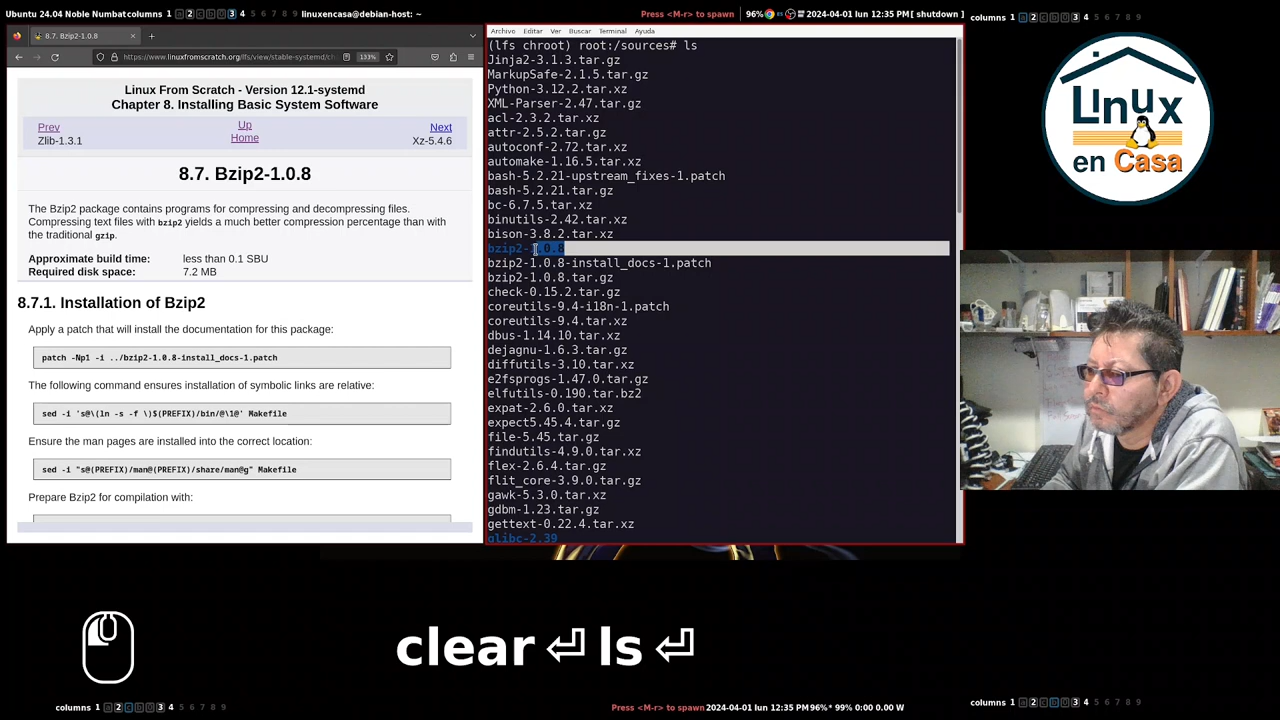 Ubuntu 24.04 Noble Numbat columns 1 a 2 c b u 3 4 5 6 7 8 9 linuxencasa@debian-host: ~
Press <M-r> to spawn 96% 2024-04-01 lun 12:35 PM [ shutdown ]
columns 1 2 3 4 5 6 7 8 9
8.7. Bzip2-1.0.8
https://www.linuxfromscratch.org/lfs/view/stable-systemd/c
133%
Linux From Scratch - Version 12.1-systemd
Chapter 8. Installing Basic System Software
Prev Up Next
Zlib-1.3.1 Home Xz-5.4.6
8.7. Bzip2-1.0.8
The Bzip2 package contains programs for compressing and decompressing files.
Compressing text files with bzip2 yields a much better compression percentage than with
the traditional gzip.
Approximate build time: less than 0.1 SBU
Required disk space: 7.2 MB
8.7.1. Installation of Bzip2
Apply a patch that will install the documentation for this package:
patch -Np1 -i ../bzip2-1.0.8-install_docs-1.patch
The following command ensures installation of symbolic links are relative:
sed -i 's@\(ln -s -f \)$(PREFIX)/bin/@\1@' Makefile
Ensure the man pages are installed into the correct location:
sed -i "s@(PREFIX)/man@(PREFIX)/share/man@g" Makefile
Prepare Bzip2 for compilation with:
Archivo Editar Ver Buscar Terminal Ayuda
(lfs chroot) root:/sources# ls
Jinja2-3.1.3.tar.gz
MarkupSafe-2.1.5.tar.gz
Python-3.12.2.tar.xz
XML-Parser-2.47.tar.gz
acl-2.3.2.tar.xz
attr-2.5.2.tar.gz
autoconf-2.72.tar.xz
automake-1.16.5.tar.xz
bash-5.2.21-upstream_fixes-1.patch
bash-5.2.21.tar.gz
bc-6.7.5.tar.xz
binutils-2.42.tar.xz
bison-3.8.2.tar.xz
bzip2-1.0.8
bzip2-1.0.8-install_docs-1.patch
bzip2-1.0.8.tar.gz
check-0.15.2.tar.gz
coreutils-9.4-i18n-1.patch
coreutils-9.4.tar.xz
dbus-1.14.10.tar.xz
dejagnu-1.6.3.tar.gz
diffutils-3.10.tar.xz
e2fsprogs-1.47.0.tar.gz
elfutils-0.190.tar.bz2
expat-2.6.0.tar.xz
expect5.45.4.tar.gz
file-5.45.tar.gz
findutils-4.9.0.tar.xz
flex-2.6.4.tar.gz
flit_core-3.9.0.tar.gz
gawk-5.3.0.tar.xz
gdbm-1.23.tar.gz
gettext-0.22.4.tar.xz
glibc-2.39
Linux
en Casa
clear ⏎ ls ⏎
columns 1 2 3 4 5 6 7 8 9
Press <M-r> to spawn 2024-04-01 lun 12:35 PM 96%* 99% 0:00 0.00 W
columns 1 2 3 4 5 6 7 8 9